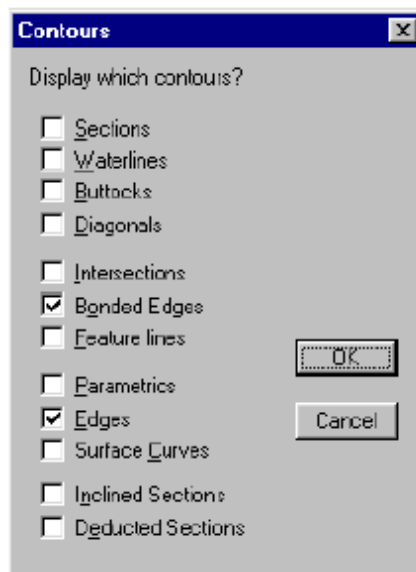 Contours
Display which contours?
Sections
Waterlines
Buttocks
Diagonals
Intersections
Bonded Edges
Feature lines
OK
Parametrics
Edges
Cancel
Surface Curves
Inclined Sections
Deducted Sections